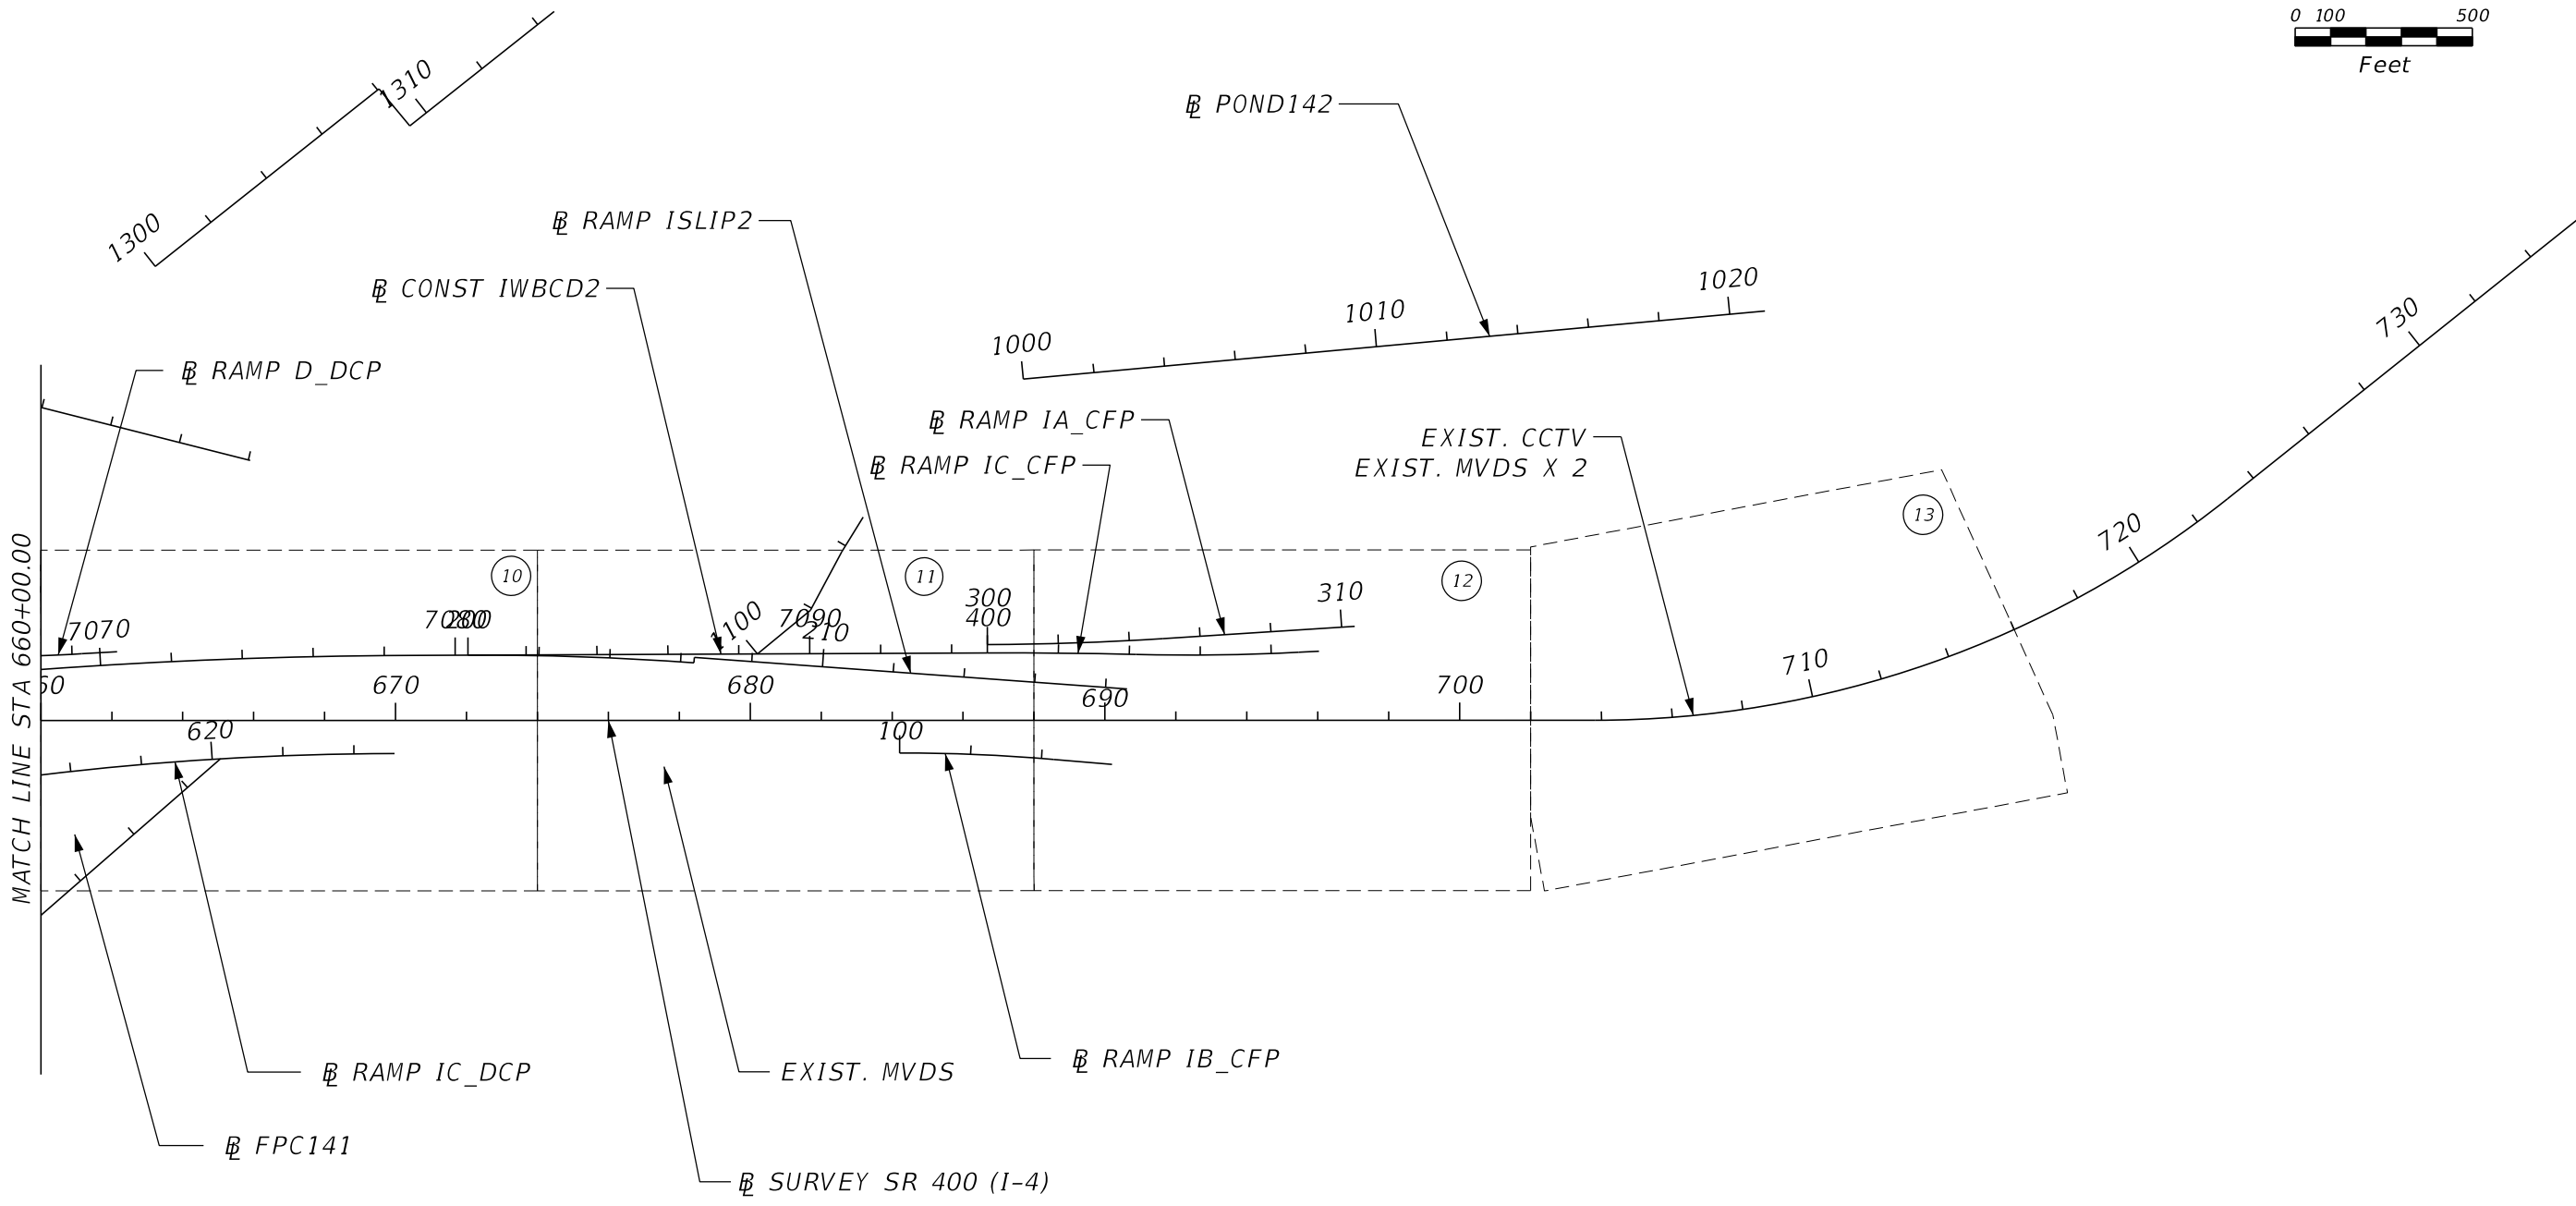 0 100 500
Feet
1310
1300
℄ POND142
℄ RAMP ISLIP2
℄ CONST IWBCD2
1020
1010
1000
730
℄ RAMP D_DCP
℄ RAMP IA_CFP
EXIST. CCTV
℄ RAMP IC_CFP
EXIST. MVDS X 2
13
720
MATCH LINE STA 660+00.00
10
11
12
300
310
7070
7080
200
1100
7090
210
400
710
60
670
680
690
700
620
100
℄ RAMP IC_DCP
EXIST. MVDS
℄ RAMP IB_CFP
℄ FPC141
℄ SURVEY SR 400 (I-4)